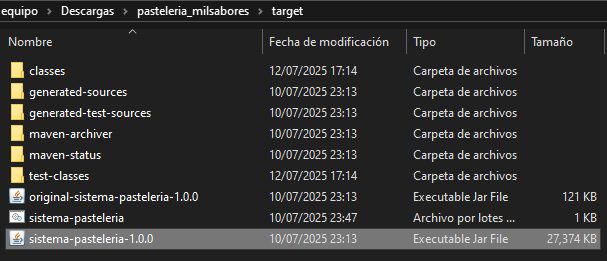 equipo > Descargas > pasteleria_milsabores > target
Nombre Fecha de modificación Tipo Tamaño
classes 12/07/2025 17:14 Carpeta de archivos
generated-sources 10/07/2025 23:13 Carpeta de archivos
generated-test-sources 10/07/2025 23:13 Carpeta de archivos
maven-archiver 10/07/2025 23:13 Carpeta de archivos
maven-status 10/07/2025 23:13 Carpeta de archivos
test-classes 12/07/2025 17:14 Carpeta de archivos
original-sistema-pasteleria-1.0.0 10/07/2025 23:13 Executable Jar File 121 KB
sistema-pasteleria 10/07/2025 23:47 Archivo por lotes ... 1 KB
sistema-pasteleria-1.0.0 10/07/2025 23:13 Executable Jar File 27,374 KB